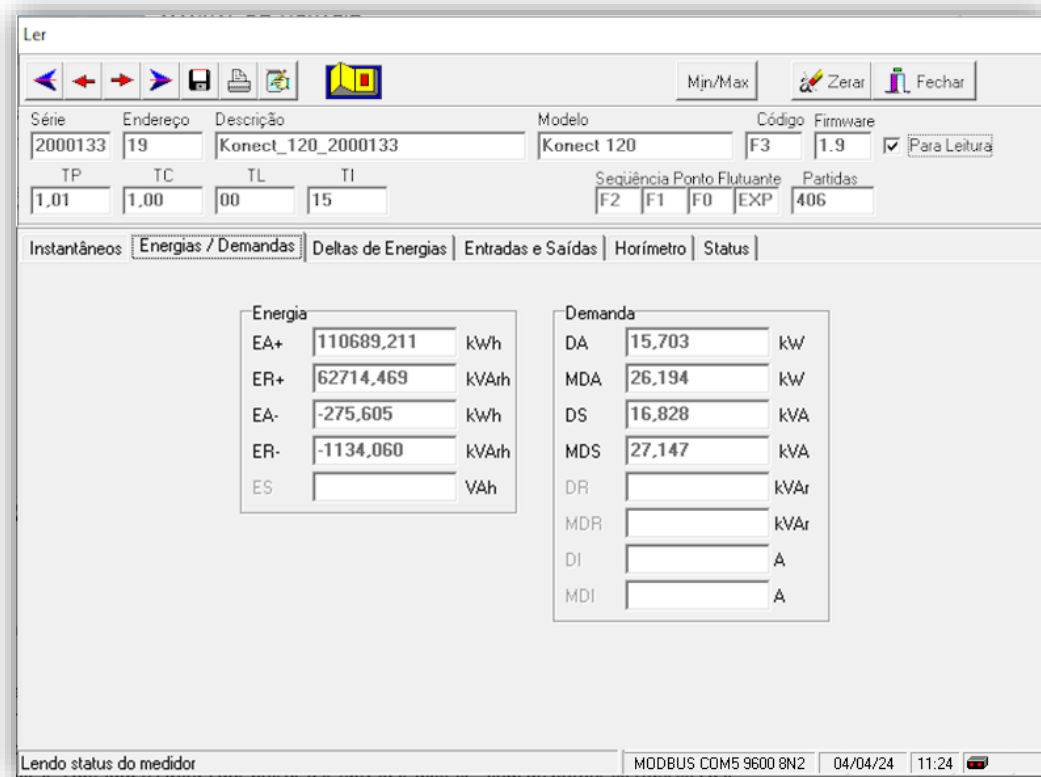 Ler
Min/Max Zerar Fechar
Série Endereço Descrição Modelo Código Firmware
2000133 19 Konect_120_2000133 Konect 120 F3 1.9 Para Leitura
TP TC TL TI Seqüência Ponto Flutuante Partidas
1,01 1,00 00 15 F2 F1 F0 EXP 406
Instantâneos Energias / Demandas Deltas de Energias Entradas e Saídas Horímetro Status
Energia Demanda
EA+ 110689,211 kWh DA 15,703 kW
ER+ 62714,469 kVArh MDA 26,194 kW
EA- -275,605 kWh DS 16,828 kVA
ER- -1134,060 kVArh MDS 27,147 kVA
ES VAh DR kVAr
MDR kVAr
DI A
MDI A
Lendo status do medidor MODBUS COM5 9600 8N2 04/04/24 11:24